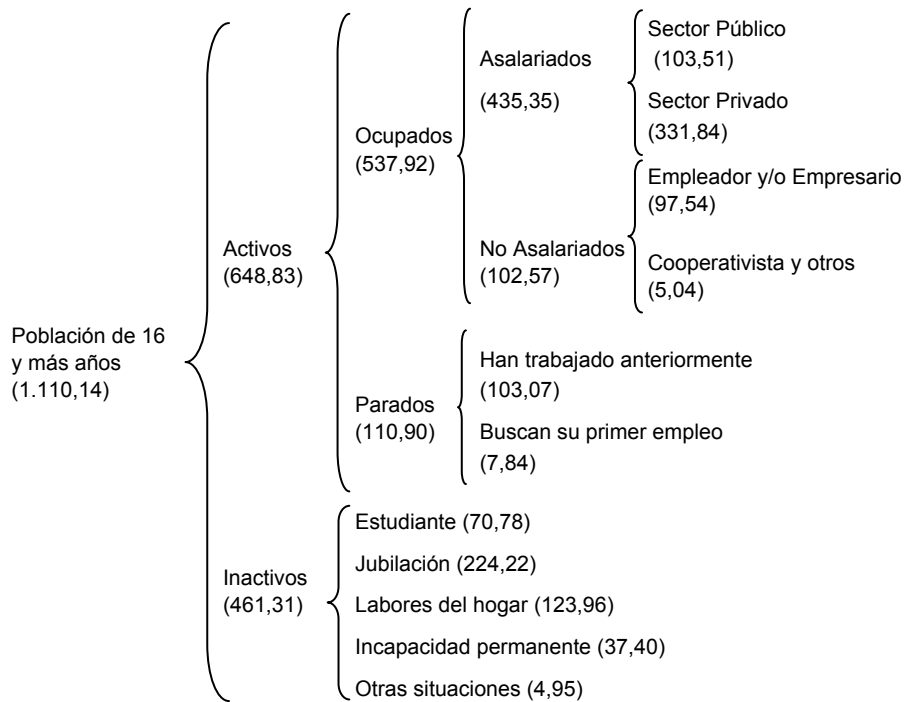 Población de 16
y más años
(1.110,14)
Activos
(648,83)
Ocupados
(537,92)
Asalariados
(435,35)
Sector Público
(103,51)
Sector Privado
(331,84)
No Asalariados
(102,57)
Empleador y/o Empresario
(97,54)
Cooperativista y otros
(5,04)
Parados
(110,90)
Han trabajado anteriormente
(103,07)
Buscan su primer empleo
(7,84)
Inactivos
(461,31)
Estudiante (70,78)
Jubilación (224,22)
Labores del hogar (123,96)
Incapacidad permanente (37,40)
Otras situaciones (4,95)